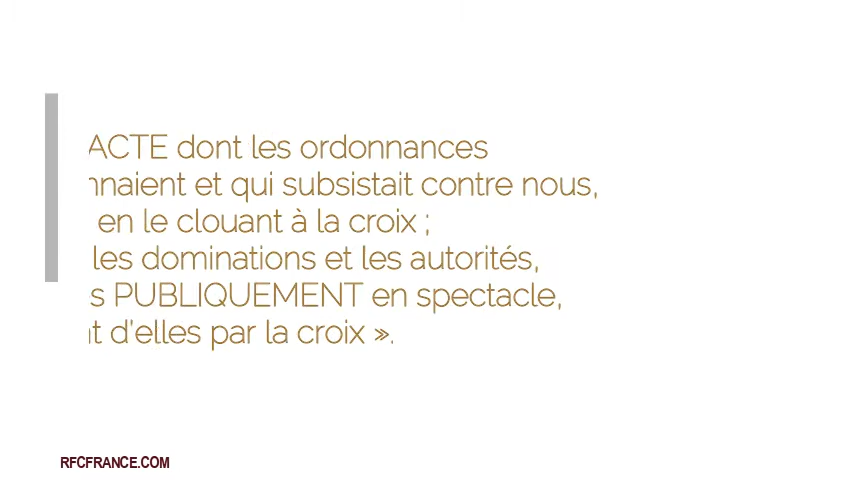 ACTE dont les ordonnances
et qui subsistait contre nous,
en le clouant à la croix ;
les dominations et les autorités,
PUBLIQUEMENT en spectacle,
d'elles par la croix ».
RFCFRANCE.COM